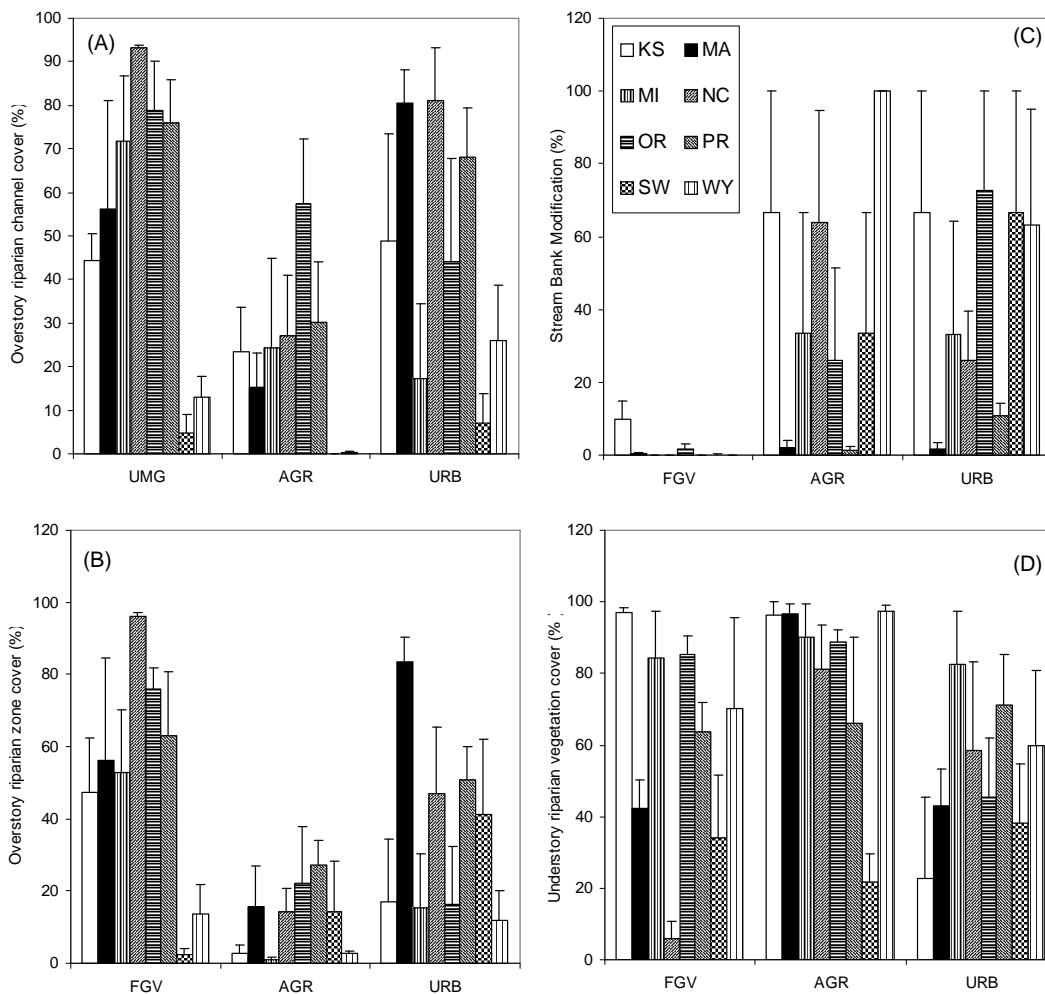 (A)
Overstory riparian channel cover (%)
100
90
80
70
60
50
40
30
20
10
0
UMG AGR URB
(C)
Stream Bank Modification (%)
120
100
80
60
40
20
0
KS MA
MI NC
OR PR
SW WY
FGV AGR URB
(B)
Overstory riparian zone cover (%)
120
100
80
60
40
20
0
FGV AGR URB
(D)
Understory riparian vegetation cover (%)
120
100
80
60
40
20
0
FGV AGR URB